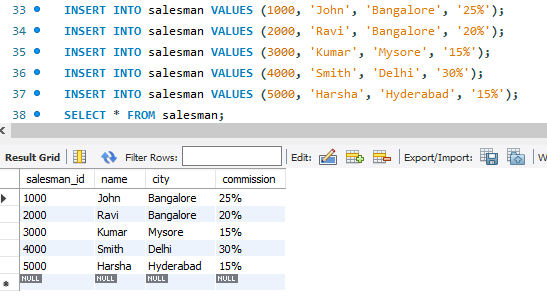 33 INSERT INTO salesman VALUES (1000, 'John', 'Bangalore', '25%');
34 INSERT INTO salesman VALUES (2000, 'Ravi', 'Bangalore', '20%');
35 INSERT INTO salesman VALUES (3000, 'Kumar', 'Mysore', '15%');
36 INSERT INTO salesman VALUES (4000, 'Smith', 'Delhi', '30%');
37 INSERT INTO salesman VALUES (5000, 'Harsha', 'Hyderabad', '15%');
38 SELECT * FROM salesman;
Result Grid Filter Rows: Edit: Export/Import: W
salesman_id name city commission
1000 John Bangalore 25%
2000 Ravi Bangalore 20%
3000 Kumar Mysore 15%
4000 Smith Delhi 30%
5000 Harsha Hyderabad 15%
NULL NULL NULL NULL